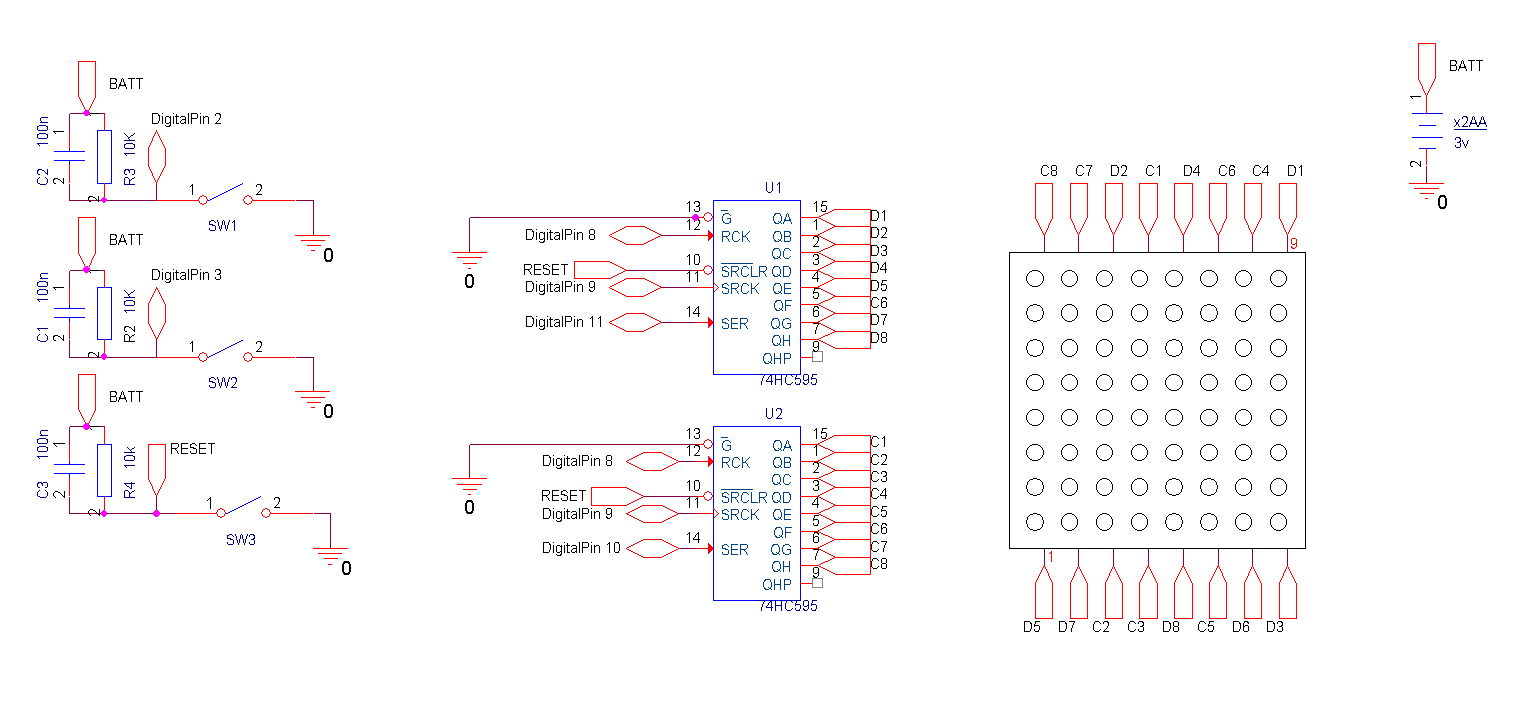 BATT
DigitalPin 2
100n
1
C2
2
R3 10K
2
1
2
SW1
0
BATT
DigitalPin 3
100n
1
C1
2
R2 10K
2
1
2
SW2
0
BATT
RESET
100n
1
C3
2
R4 10k
2
1
2
SW3
0
U1
13
G
15
QA
D1
DigitalPin 8
12
RCK
1
QB
D2
2
QC
D3
RESET
10
SRCLR
3
QD
D4
DigitalPin 9
11
SRCK
4
QE
D5
5
QF
C6
DigitalPin 11
14
SER
6
QG
D7
7
QH
D8
9
QHP
74HC595
0
U2
13
G
15
QA
C1
DigitalPin 8
12
RCK
1
QB
C2
2
QC
C3
RESET
10
SRCLR
3
QD
C4
DigitalPin 9
11
SRCK
4
QE
C5
5
QF
C6
DigitalPin 10
14
SER
6
QG
C7
7
QH
C8
9
QHP
74HC595
0
C8 C7 D2 C1 D4 C6 C4 D1
9
1
D5 D7 C2 C3 D8 C5 D6 D3
BATT
1
x2AA
3v
2
0